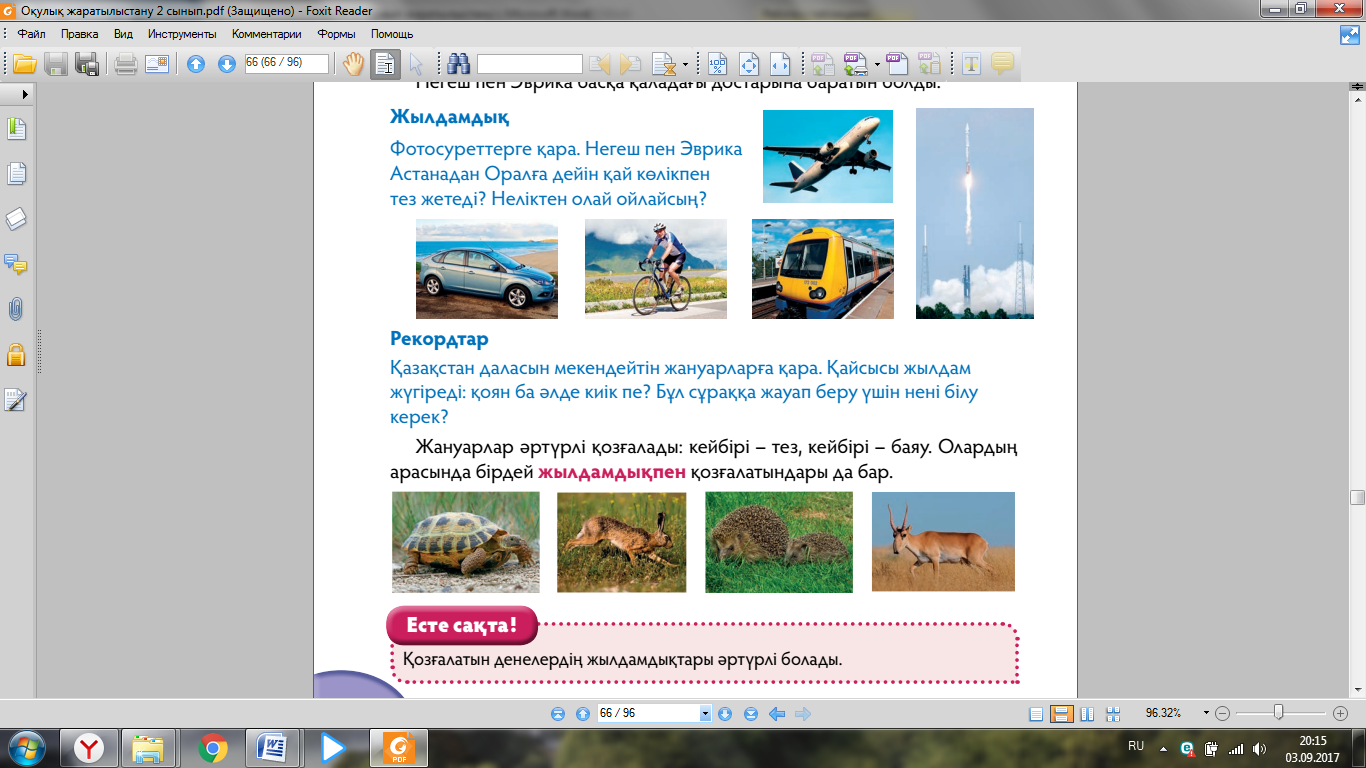 Оқулық жаратылыстану 2 сынып.pdf (Защищено) - Foxit Reader
Файл Правка Вид Инструменты Комментарии Формы Помощь
66 (66 / 96)
Негеш пен Эврика басқа қаладағы достарына баратын болды.
Жылдамдық
Фотосуреттерге қара. Негеш пен Эврика
Астанадан Оралға дейін қай көлікпен
тез жетеді? Неліктен олай ойлайсың?
Рекордтар
Қазақстан даласын мекендейтін жануарларға қара. Қайсысы жылдам
жүгіреді: қоян ба әлде киік пе? Бұл сұраққа жауап беру үшін нені білу
керек?
Жануарлар әртүрлі қозғалады: кейбірі – тез, кейбірі – баяу. Олардың
арасында бірдей жылдамдықпен қозғалатындары да бар.
Есте сақта!
Қозғалатын денелердің жылдамдықтары әртүрлі болады.
66 / 96
96.32%
RU
20:15
03.09.2017